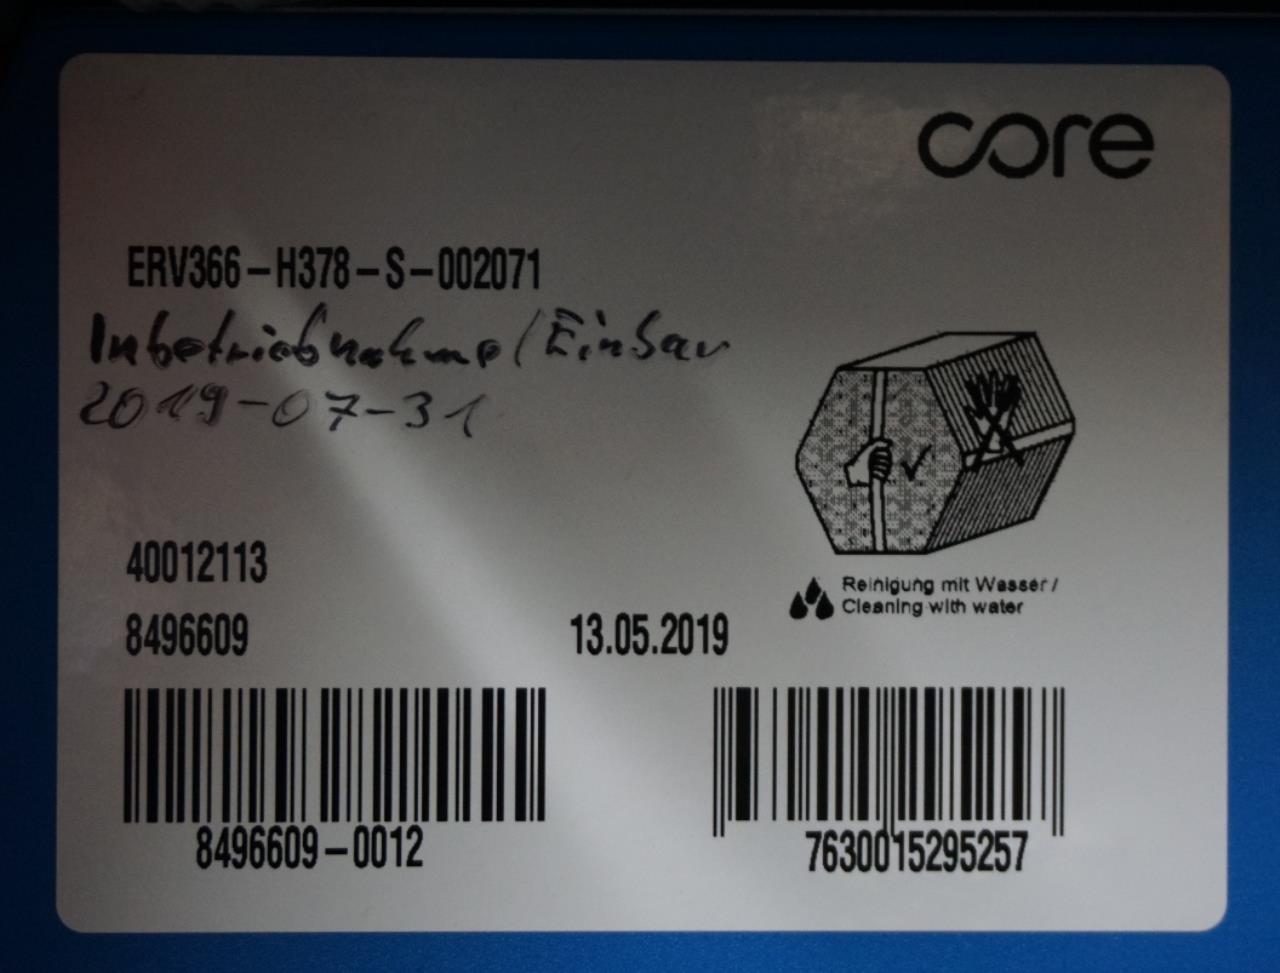 core
ERV366-H378-S-002071
Inbetriebnahme/Einbau
2019-07-31
40012113
8496609
13.05.2019
Reinigung mit Wasser /
Cleaning with water
8496609-0012
7630015295257